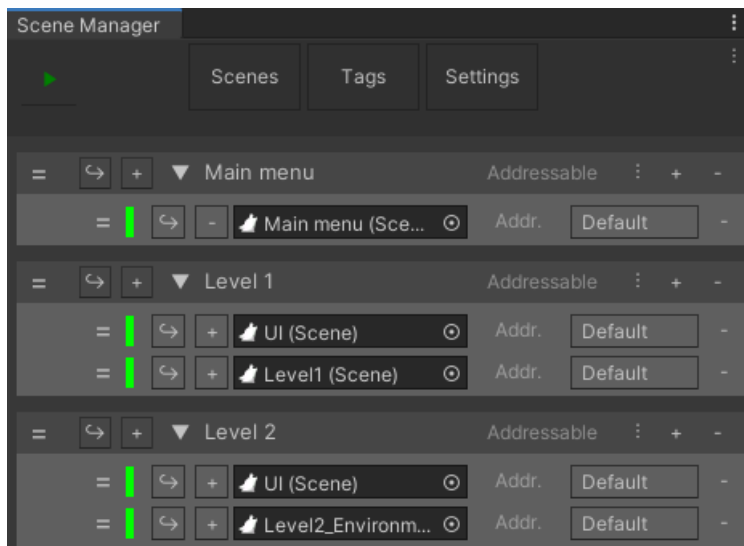 Scene Manager
Scenes Tags Settings
+ Main menu Addressable + -
- Main menu (Sce... Addr. Default -
+ Level 1 Addressable + -
+ UI (Scene) Addr. Default -
+ Level1 (Scene) Addr. Default -
+ Level 2 Addressable + -
+ UI (Scene) Addr. Default -
+ Level2_Environm... Addr. Default -